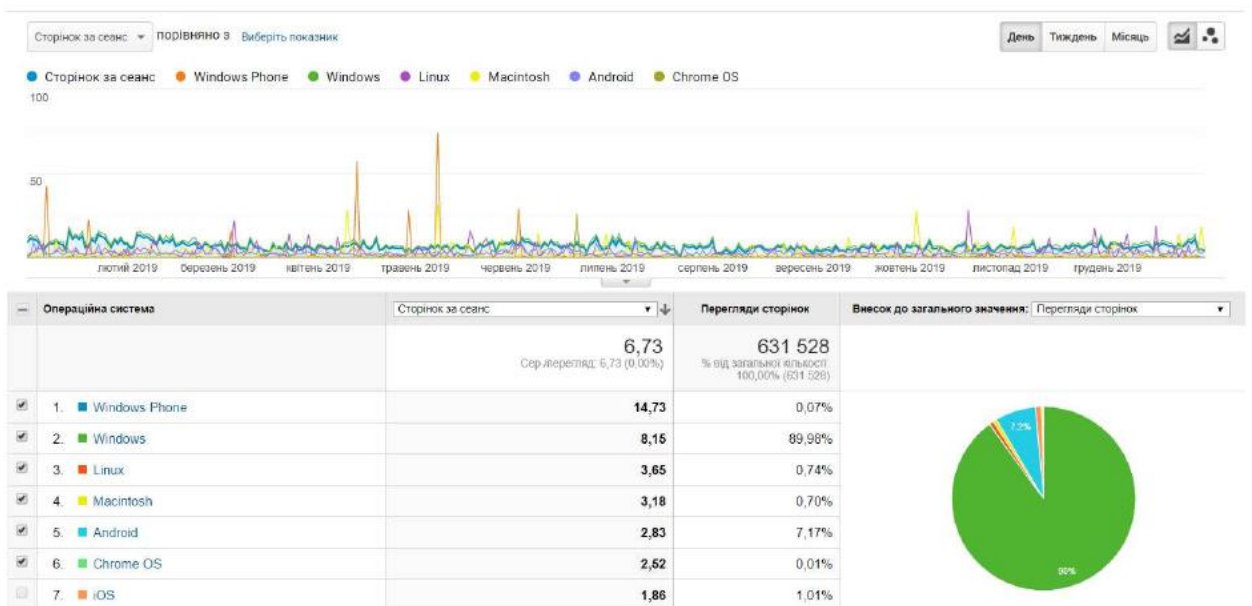 Сторінок за сеанс порівняно з Виберіть показник День Тиждень Місяць
Сторінок за сеанс Windows Phone Windows Linux Macintosh Android Chrome OS
100
50
лютий 2019 березень 2019 квітень 2019 травень 2019 червень 2019 липень 2019 серпень 2019 вересень 2019 жовтень 2019 листопад 2019 грудень 2019
Операційна система Сторінок за сеанс Перегляди сторінок Внесок до загального значення: Перегляди сторінок
6,73 631 528
Сер./перегляд: 6,73 (0,00%) % від загальної кількості:
100,00% (631 528)
1. Windows Phone 14,73 0,07%
2. Windows 8,15 89,98%
3. Linux 3,65 0,74%
4. Macintosh 3,18 0,70%
5. Android 2,83 7,17%
6. Chrome OS 2,52 0,01%
7. iOS 1,86 1,01%
7,2%
90%